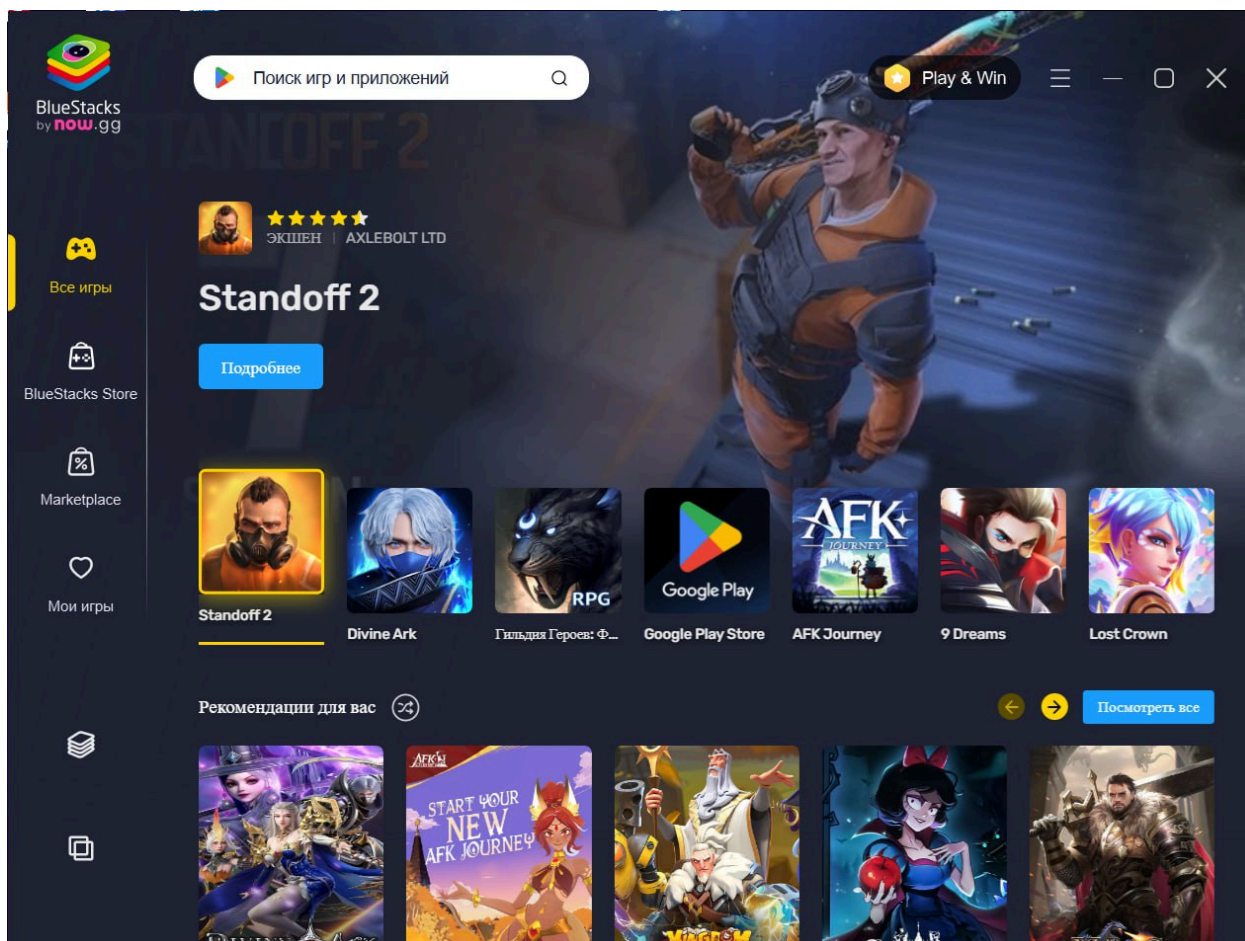 BlueStacks
by now.gg
Поиск игр и приложений
Play & Win
STANDOFF 2
ЭКШЕН | AXLEBOLT LTD
Standoff 2
Подробнее
Все игры
BlueStacks Store
Marketplace
Мои игры
RPG
Google Play
AFK
JOURNEY
Standoff 2
Divine Ark
Гильдия Героев: Ф...
Google Play Store
AFK Journey
9 Dreams
Lost Crown
Рекомендации для вас
Посмотреть все
START YOUR
NEW
AFK JOURNEY